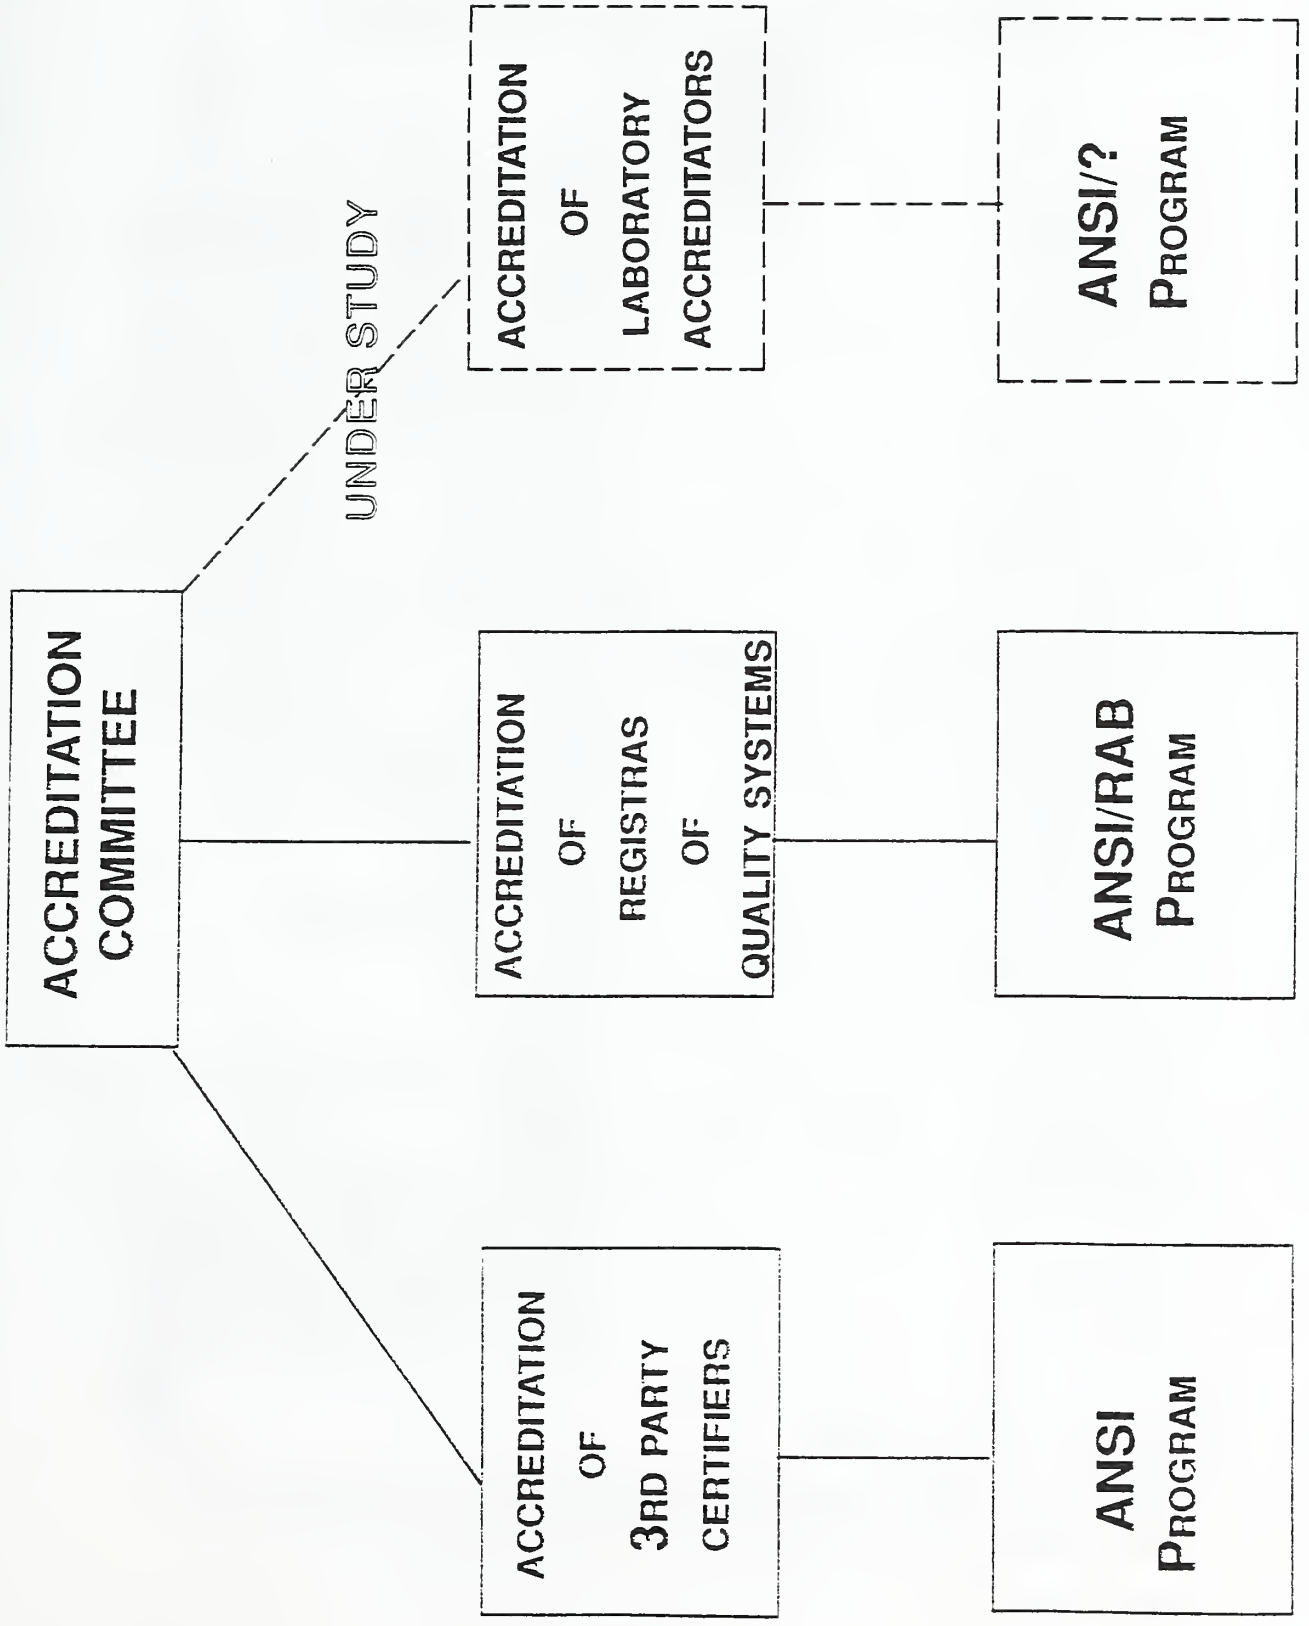 ACCREDITATION
COMMITTEE
UNDER STUDY
ACCREDITATION
OF
3RD PARTY
CERTIFIERS
ACCREDITATION
OF
REGISTRAS
OF
QUALITY SYSTEMS
ACCREDITATION
OF
LABORATORY
ACCREDITATORS
ANSI
PROGRAM
ANSI/RAB
PROGRAM
ANSI/?
PROGRAM